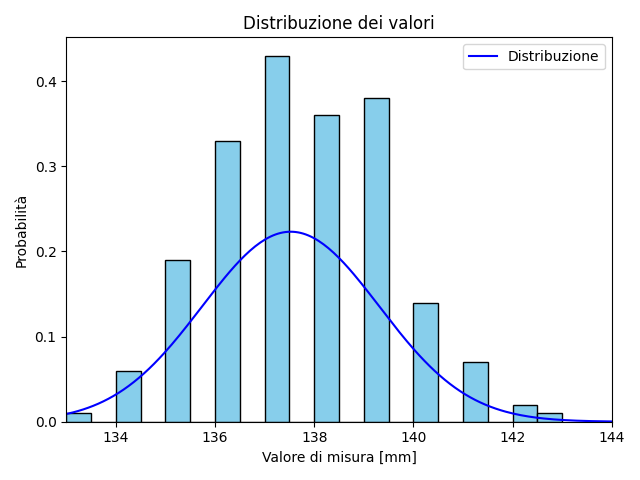 Distribuzione dei valori
Distribuzione
Probabilità
0.4
0.3
0.2
0.1
0.0
134 136 138 140 142 144
Valore di misura [mm]